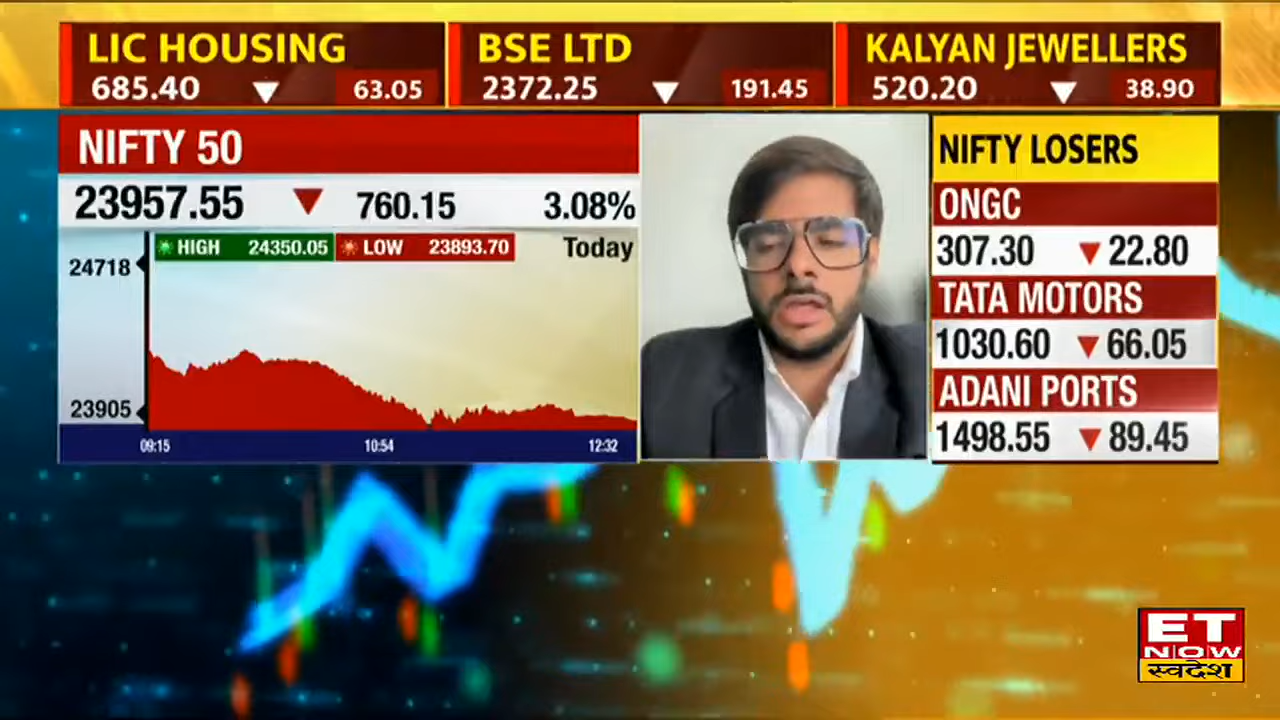 LIC HOUSING
685.40 ▼ 63.05
BSE LTD
2372.25 ▼ 191.45
KALYAN JEWELLERS
520.20 ▼ 38.90
NIFTY 50
23957.55 ▼ 760.15 3.08%
HIGH 24350.05 LOW 23893.70 Today
24718
23905
09:15 10:54 12:32
NIFTY LOSERS
ONGC
307.30 ▼ 22.80
TATA MOTORS
1030.60 ▼ 66.05
ADANI PORTS
1498.55 ▼ 89.45
ET
NOW
स्वदेश